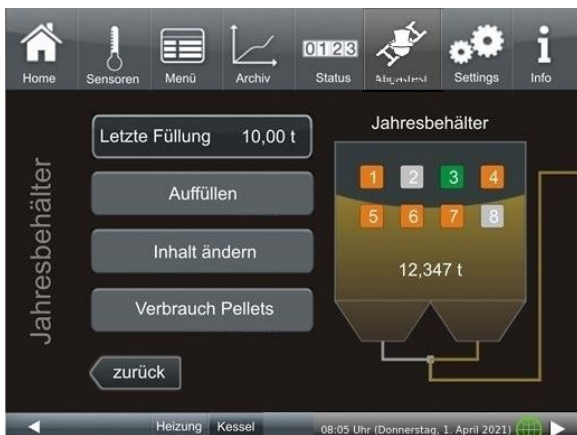 0123
Home Sensoren Menü Archiv Status Abgastest Settings Info
Jahresbehälter
Letzte Füllung 10,00 t
Auffüllen
Inhalt ändern
Verbrauch Pellets
zurück
Jahresbehälter
1 2 3 4
5 6 7 8
12,347 t
Heizung Kessel 08:05 Uhr (Donnerstag, 1. April 2021)